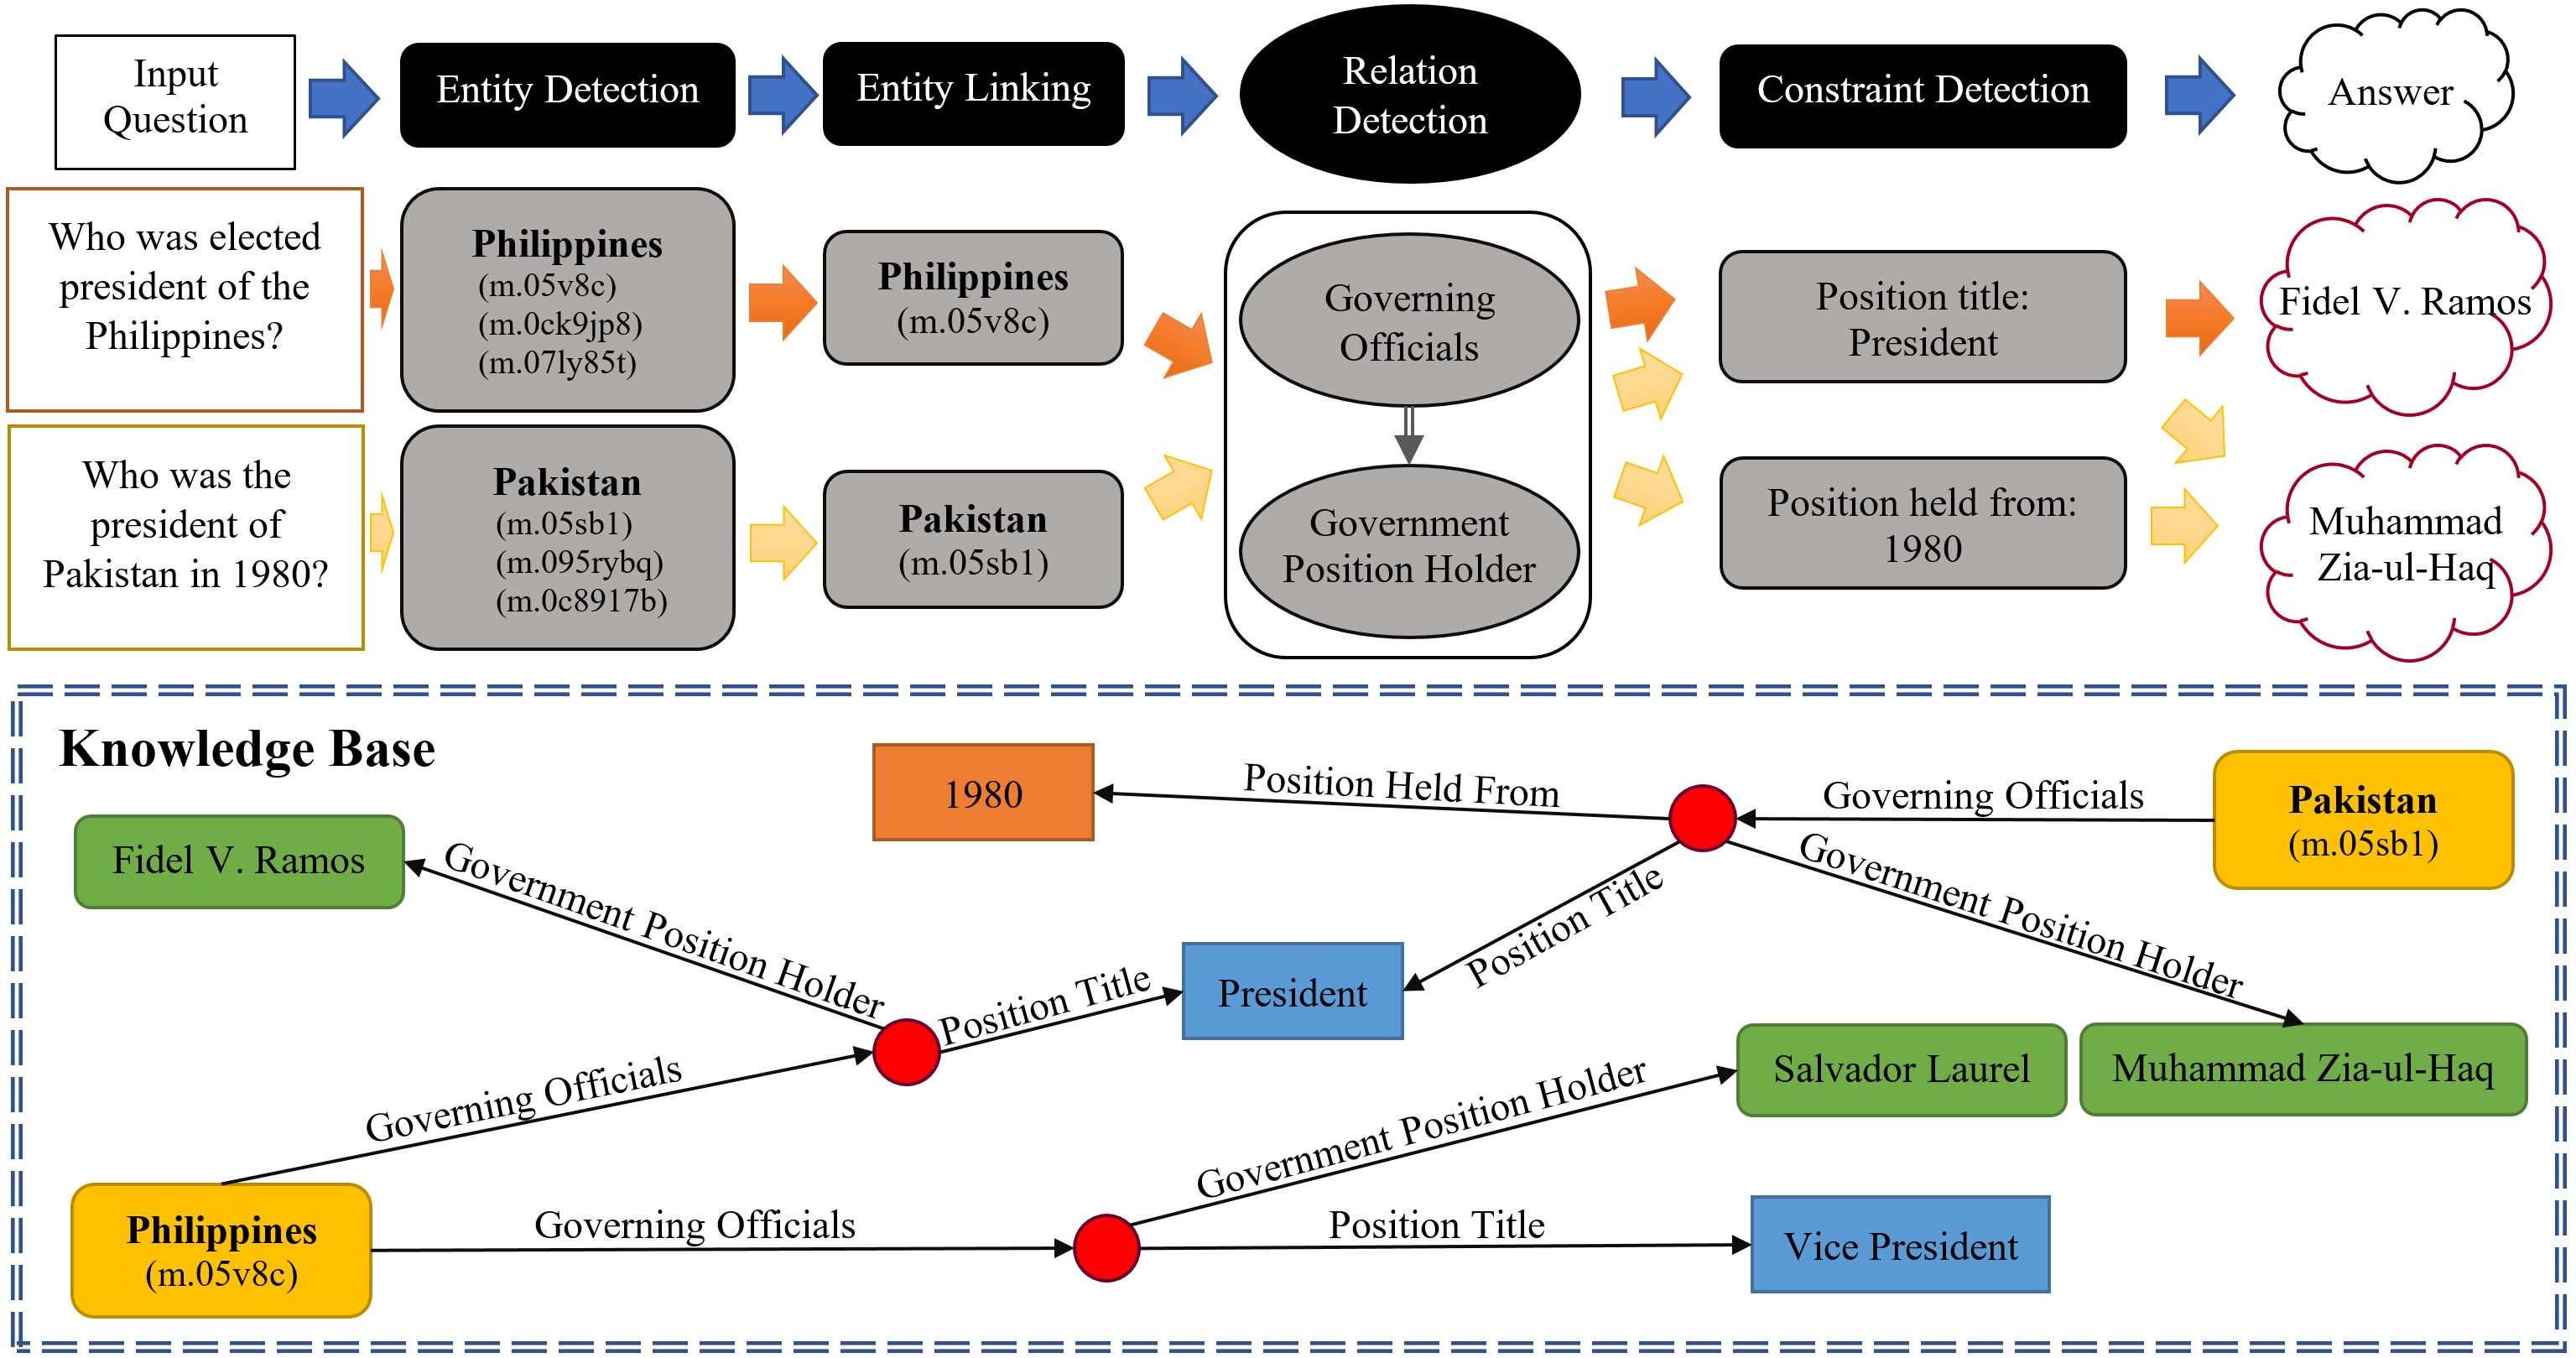 Input
Question
Entity Detection
Entity Linking
Relation
Detection
Constraint Detection
Answer
Who was elected
president of the
Philippines?
Philippines
(m.05v8c)
(m.0ck9jp8)
(m.07ly85t)
Philippines
(m.05v8c)
Governing
Officials
Position title:
President
Fidel V. Ramos
Who was the
president of
Pakistan in 1980?
Pakistan
(m.05sb1)
(m.095rybq)
(m.0c8917b)
Pakistan
(m.05sb1)
Government
Position Holder
Position held from:
1980
Muhammad
Zia-ul-Haq
Knowledge Base
1980
Position Held From
Governing Officials
Pakistan
(m.05sb1)
Fidel V. Ramos
Government Position Holder
Position Title
Government Position Holder
Position Title
President
Governing Officials
Government Position Holder
Salvador Laurel
Muhammad Zia-ul-Haq
Philippines
(m.05v8c)
Governing Officials
Position Title
Vice President